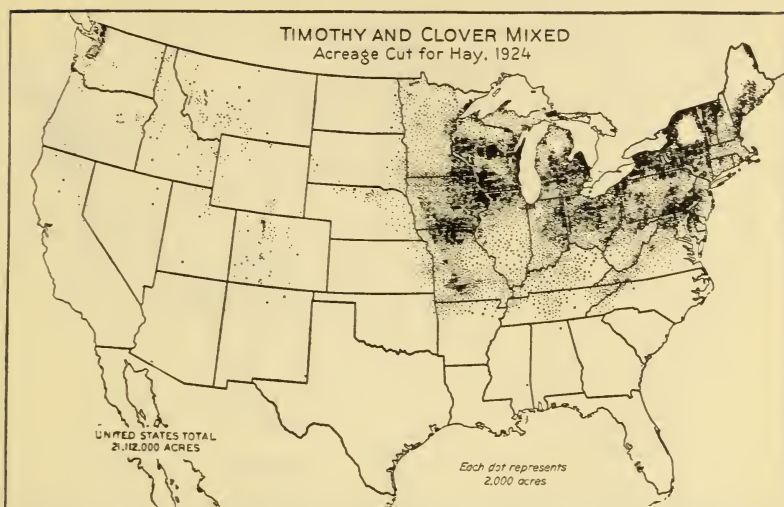 TIMOTHY AND CLOVER MIXED
Acreage Cut for Hay, 1924
UNITED STATES TOTAL
21,112,000 ACRES
Each dot represents
2,000 acres